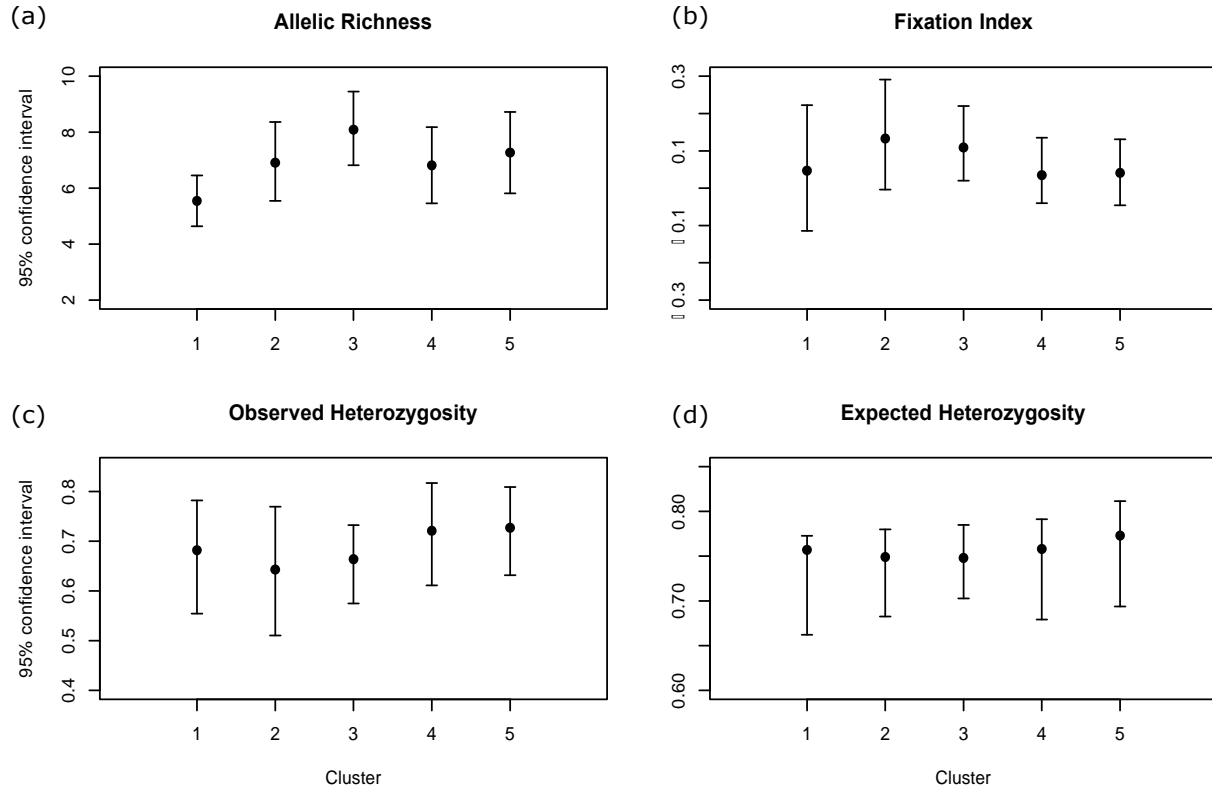 (a)
Allelic Richness
95% confidence interval
10
8
6
4
2
1 2 3 4 5
(b)
Fixation Index
0.3
0.1
0.1
0.3
1 2 3 4 5
(c)
Observed Heterozygosity
95% confidence interval
0.8
0.7
0.6
0.5
0.4
1 2 3 4 5
Cluster
(d)
Expected Heterozygosity
0.80
0.70
0.60
1 2 3 4 5
Cluster